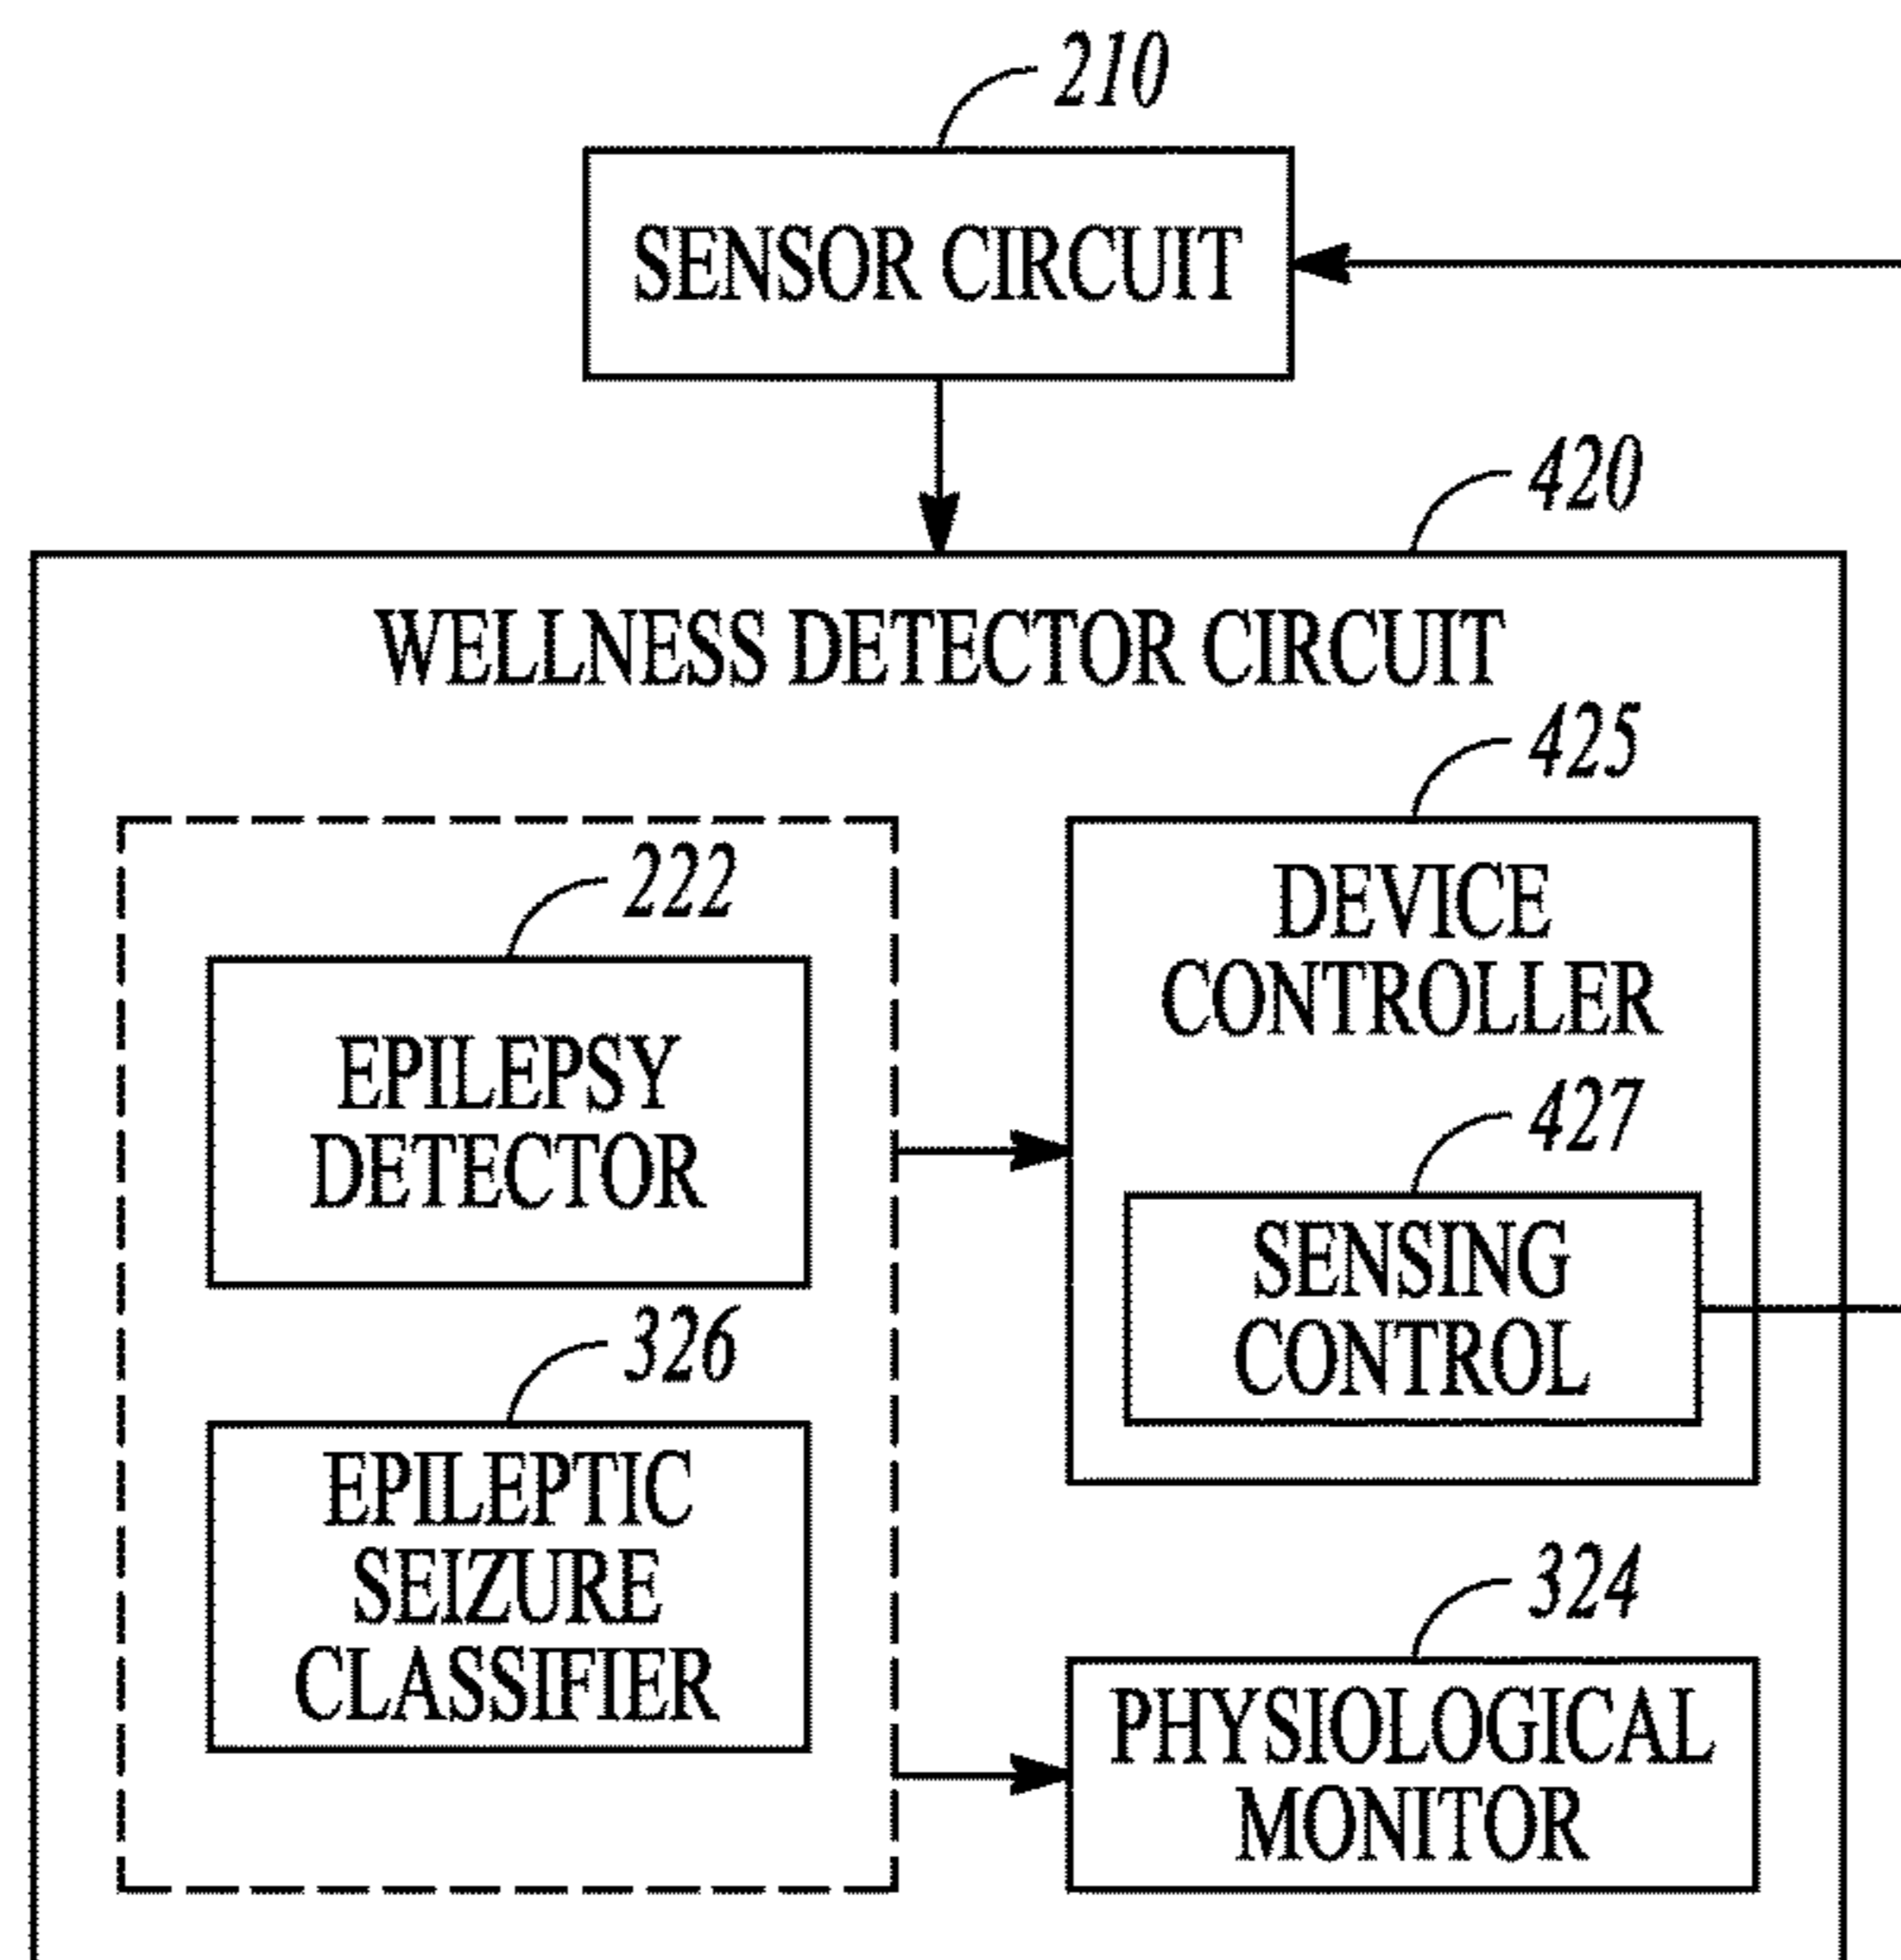 210
SENSOR CIRCUIT
420
WELLNESS DETECTOR CIRCUIT
222
EPILEPSY
DETECTOR
326
EPILEPTIC
SEIZURE
CLASSIFIER
425
DEVICE
CONTROLLER
427
SENSING
CONTROL
324
PHYSIOLOGICAL
MONITOR